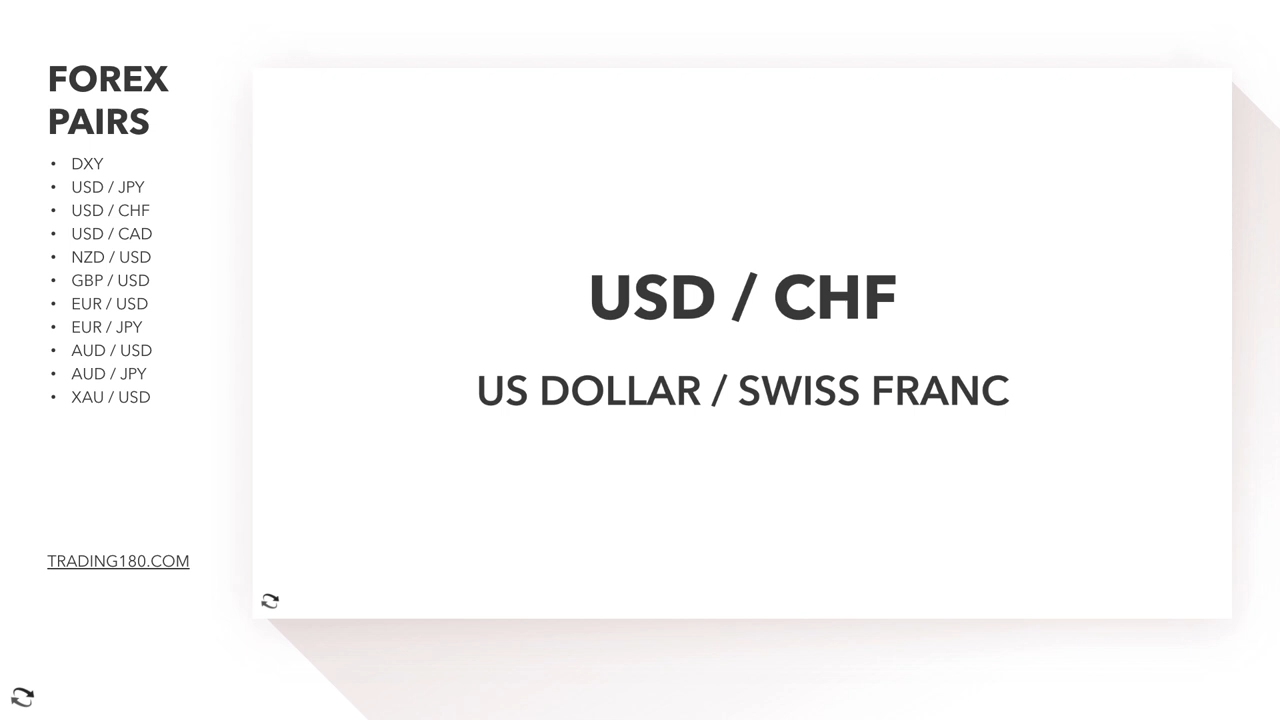 FOREX
PAIRS
• DXY
• USD / JPY
• USD / CHF
• USD / CAD
• NZD / USD
• GBP / USD
• EUR / USD
• EUR / JPY
• AUD / USD
• AUD / JPY
• XAU / USD
TRADING180.COM
USD / CHF
US DOLLAR / SWISS FRANC